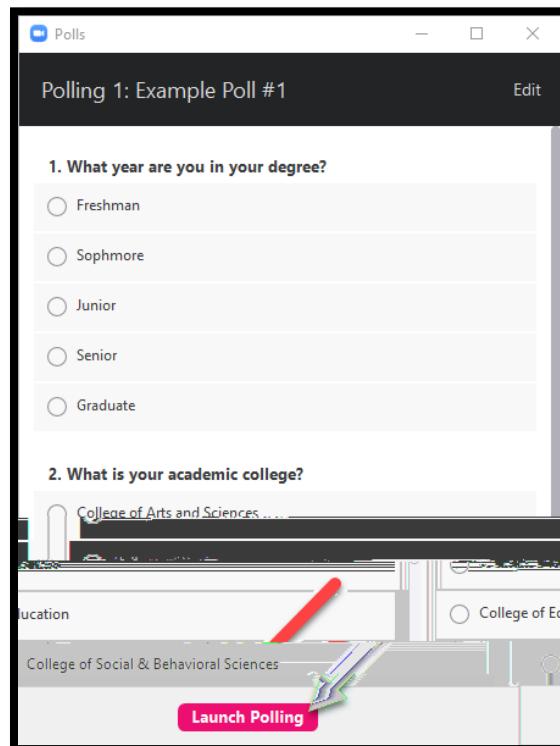 Polls
Polling 1: Example Poll #1
Edit
1. What year are you in your degree?
Freshman
Sophmore
Junior
Senior
Graduate
2. What is your academic college?
College of Arts and Sciences
lucation
College of Ec
College of Social & Behavioral Sciences
Launch Polling